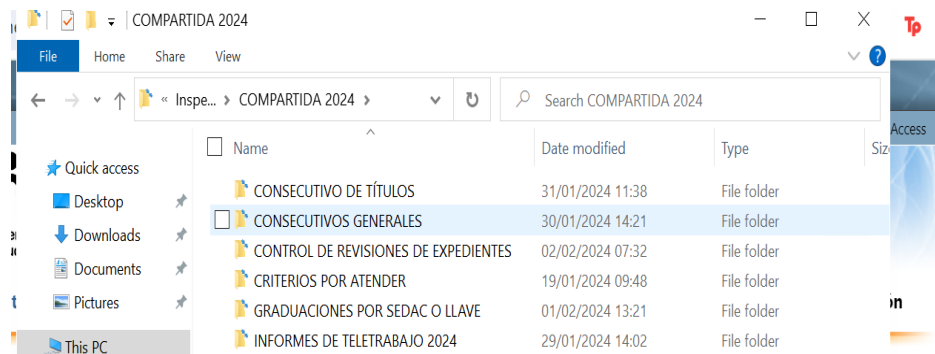 COMPARTIDA 2024
File Home Share View
« Inspe... > COMPARTIDA 2024 > Search COMPARTIDA 2024
Access
Name Date modified Type Siz
Quick access
Desktop
Downloads
Documents
Pictures
This PC
CONSECUTIVO DE TÍTULOS 31/01/2024 11:38 File folder
CONSECUTIVOS GENERALES 30/01/2024 14:21 File folder
CONTROL DE REVISIONES DE EXPEDIENTES 02/02/2024 07:32 File folder
CRITERIOS POR ATENDER 19/01/2024 09:48 File folder
GRADUACIONES POR SEDAC O LLAVE 01/02/2024 13:21 File folder
INFORMES DE TELETRABAJO 2024 29/01/2024 14:02 File folder
Tp
ón